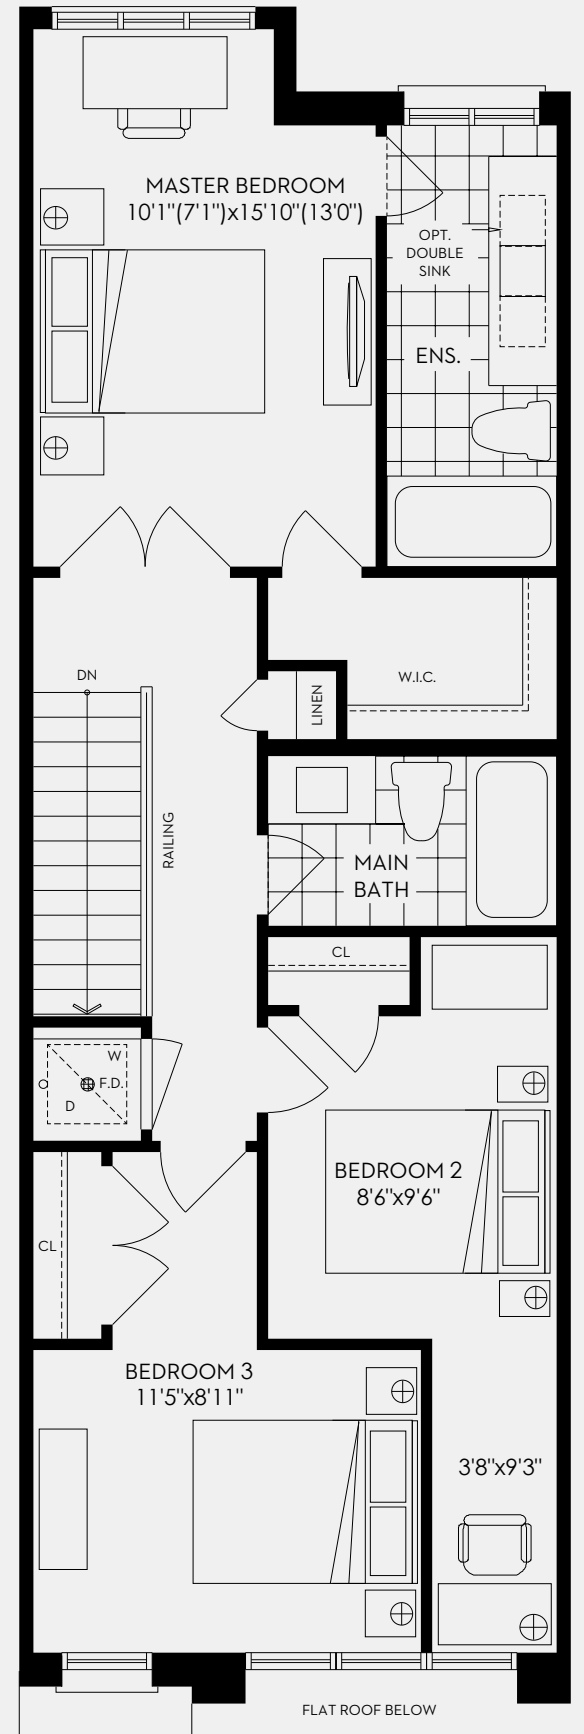 MASTER BEDROOM
10'1"(7'1")x15'10"(13'0")
OPT.
DOUBLE
SINK
ENS.
DN
LINEN
W.I.C.
RAILING
MAIN
BATH
CL
W
F.D.
D
BEDROOM 2
8'6"x9'6"
CL
BEDROOM 3
11'5"x8'11"
3'8"x9'3"
FLAT ROOF BELOW